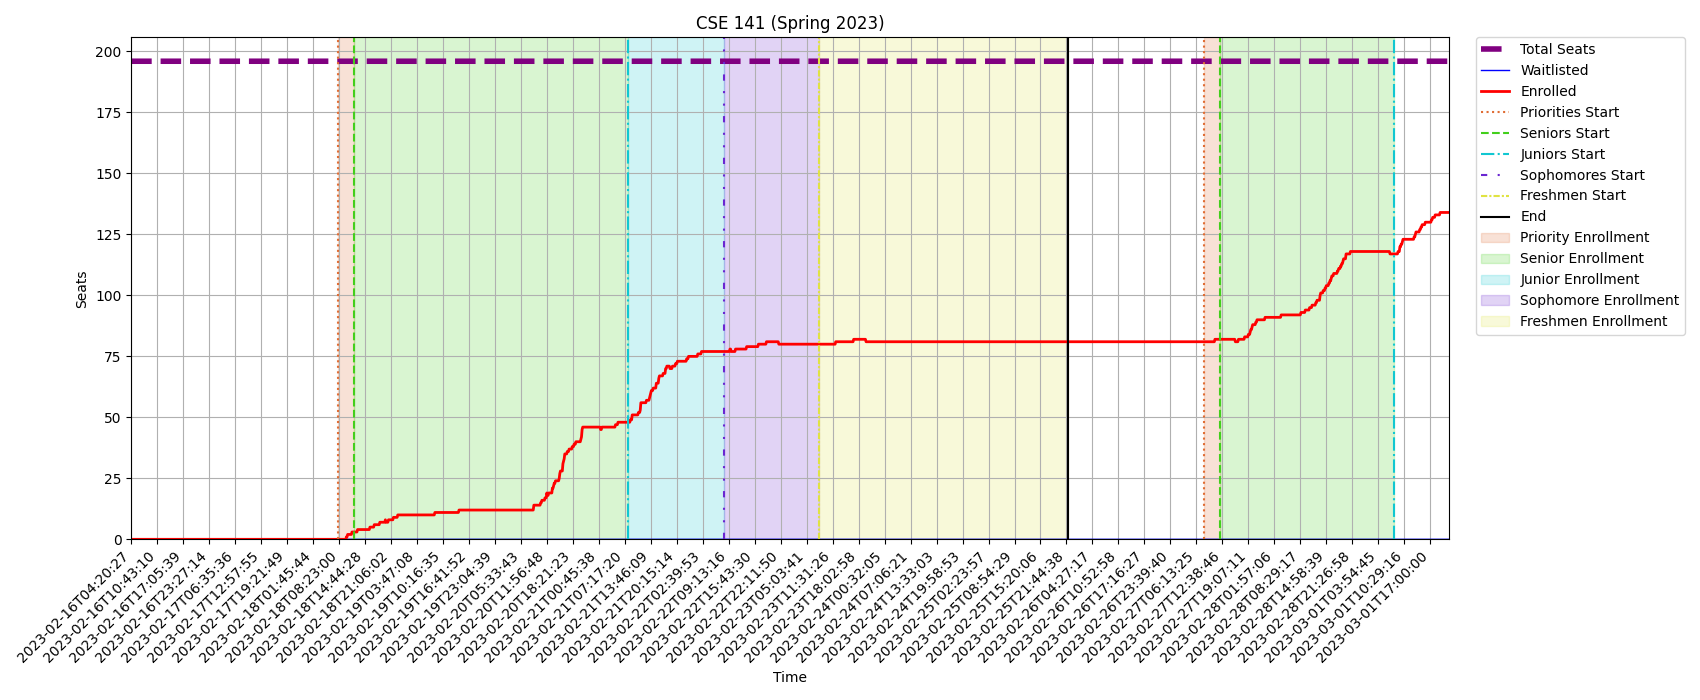 CSE 141 (Spring 2023)
Seats
200
175
150
125
100
75
50
25
0
2023-02-16T04:20:27
2023-02-16T10:43:10
2023-02-16T17:05:39
2023-02-16T23:27:14
2023-02-17T06:35:36
2023-02-17T12:57:55
2023-02-17T19:21:49
2023-02-18T01:45:44
2023-02-18T08:23:00
2023-02-18T14:44:28
2023-02-18T21:06:02
2023-02-19T03:47:08
2023-02-19T10:16:35
2023-02-19T16:41:52
2023-02-19T23:04:39
2023-02-20T05:33:43
2023-02-20T11:56:48
2023-02-20T18:21:23
2023-02-21T00:45:38
2023-02-21T07:17:20
2023-02-21T13:46:09
2023-02-21T20:15:14
2023-02-22T02:39:53
2023-02-22T09:13:16
2023-02-22T15:43:30
2023-02-22T22:11:50
2023-02-23T05:03:41
2023-02-23T11:31:26
2023-02-23T18:02:58
2023-02-24T00:32:05
2023-02-24T07:06:21
2023-02-24T13:33:03
2023-02-24T19:58:53
2023-02-25T02:23:57
2023-02-25T08:54:29
2023-02-25T15:20:06
2023-02-25T21:44:38
2023-02-26T04:27:17
2023-02-26T10:52:58
2023-02-26T17:16:27
2023-02-26T23:39:40
2023-02-27T06:13:25
2023-02-27T12:38:46
2023-02-27T19:07:11
2023-02-28T01:57:06
2023-02-28T08:29:17
2023-02-28T14:58:39
2023-02-28T21:26:58
2023-03-01T03:54:45
2023-03-01T10:29:16
2023-03-01T17:00:00
Time
Total Seats
Waitlisted
Enrolled
Priorities Start
Seniors Start
Juniors Start
Sophomores Start
Freshmen Start
End
Priority Enrollment
Senior Enrollment
Junior Enrollment
Sophomore Enrollment
Freshmen Enrollment